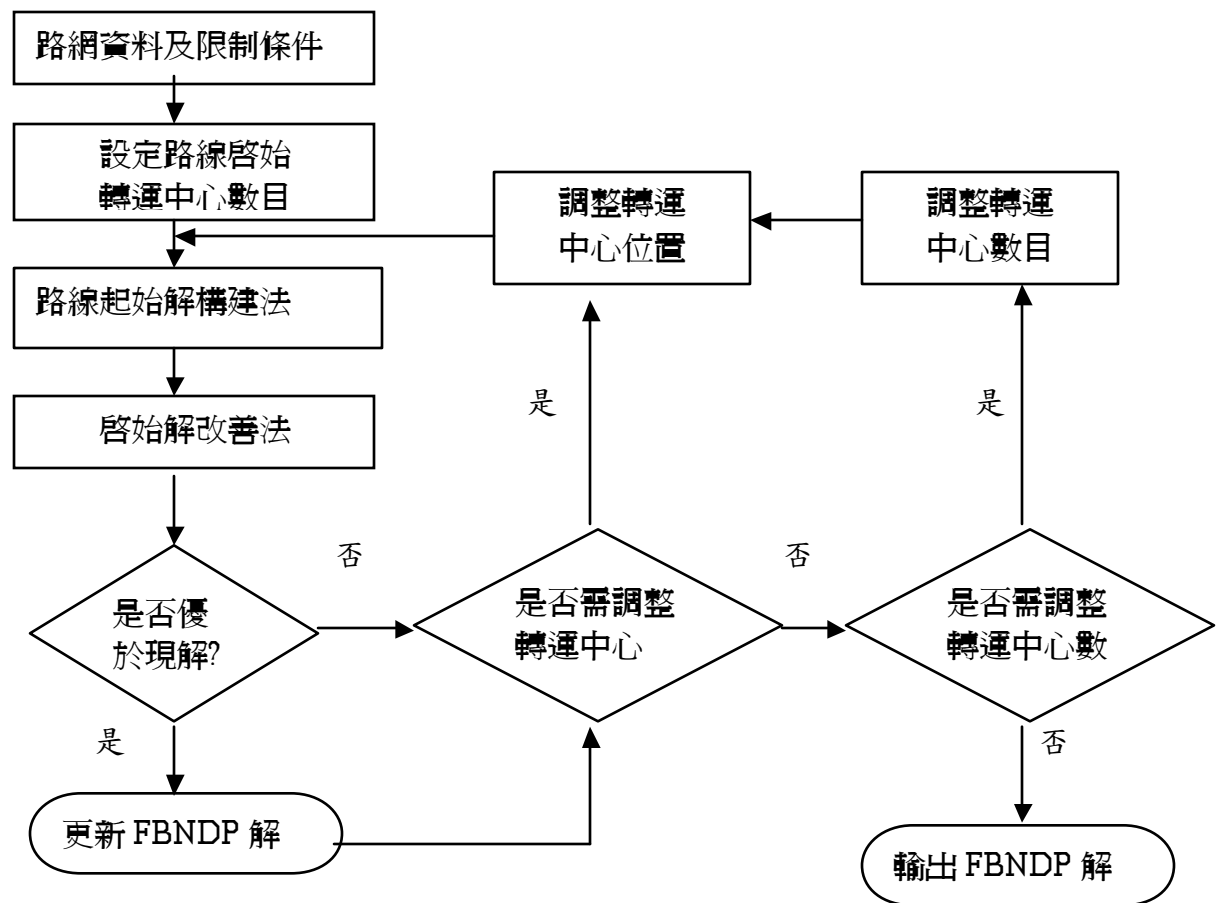 路網資料及限制條件
設定路線啓始
轉運中心數目
調整轉運
中心位置
調整轉運
中心數目
路線起始解構建法
啓始解改善法
是
是
否
否
是否優
於現解?
是否需調整
轉運中心
是否需調整
轉運中心數
是
否
更新 FBNDP 解
輸出 FBNDP 解